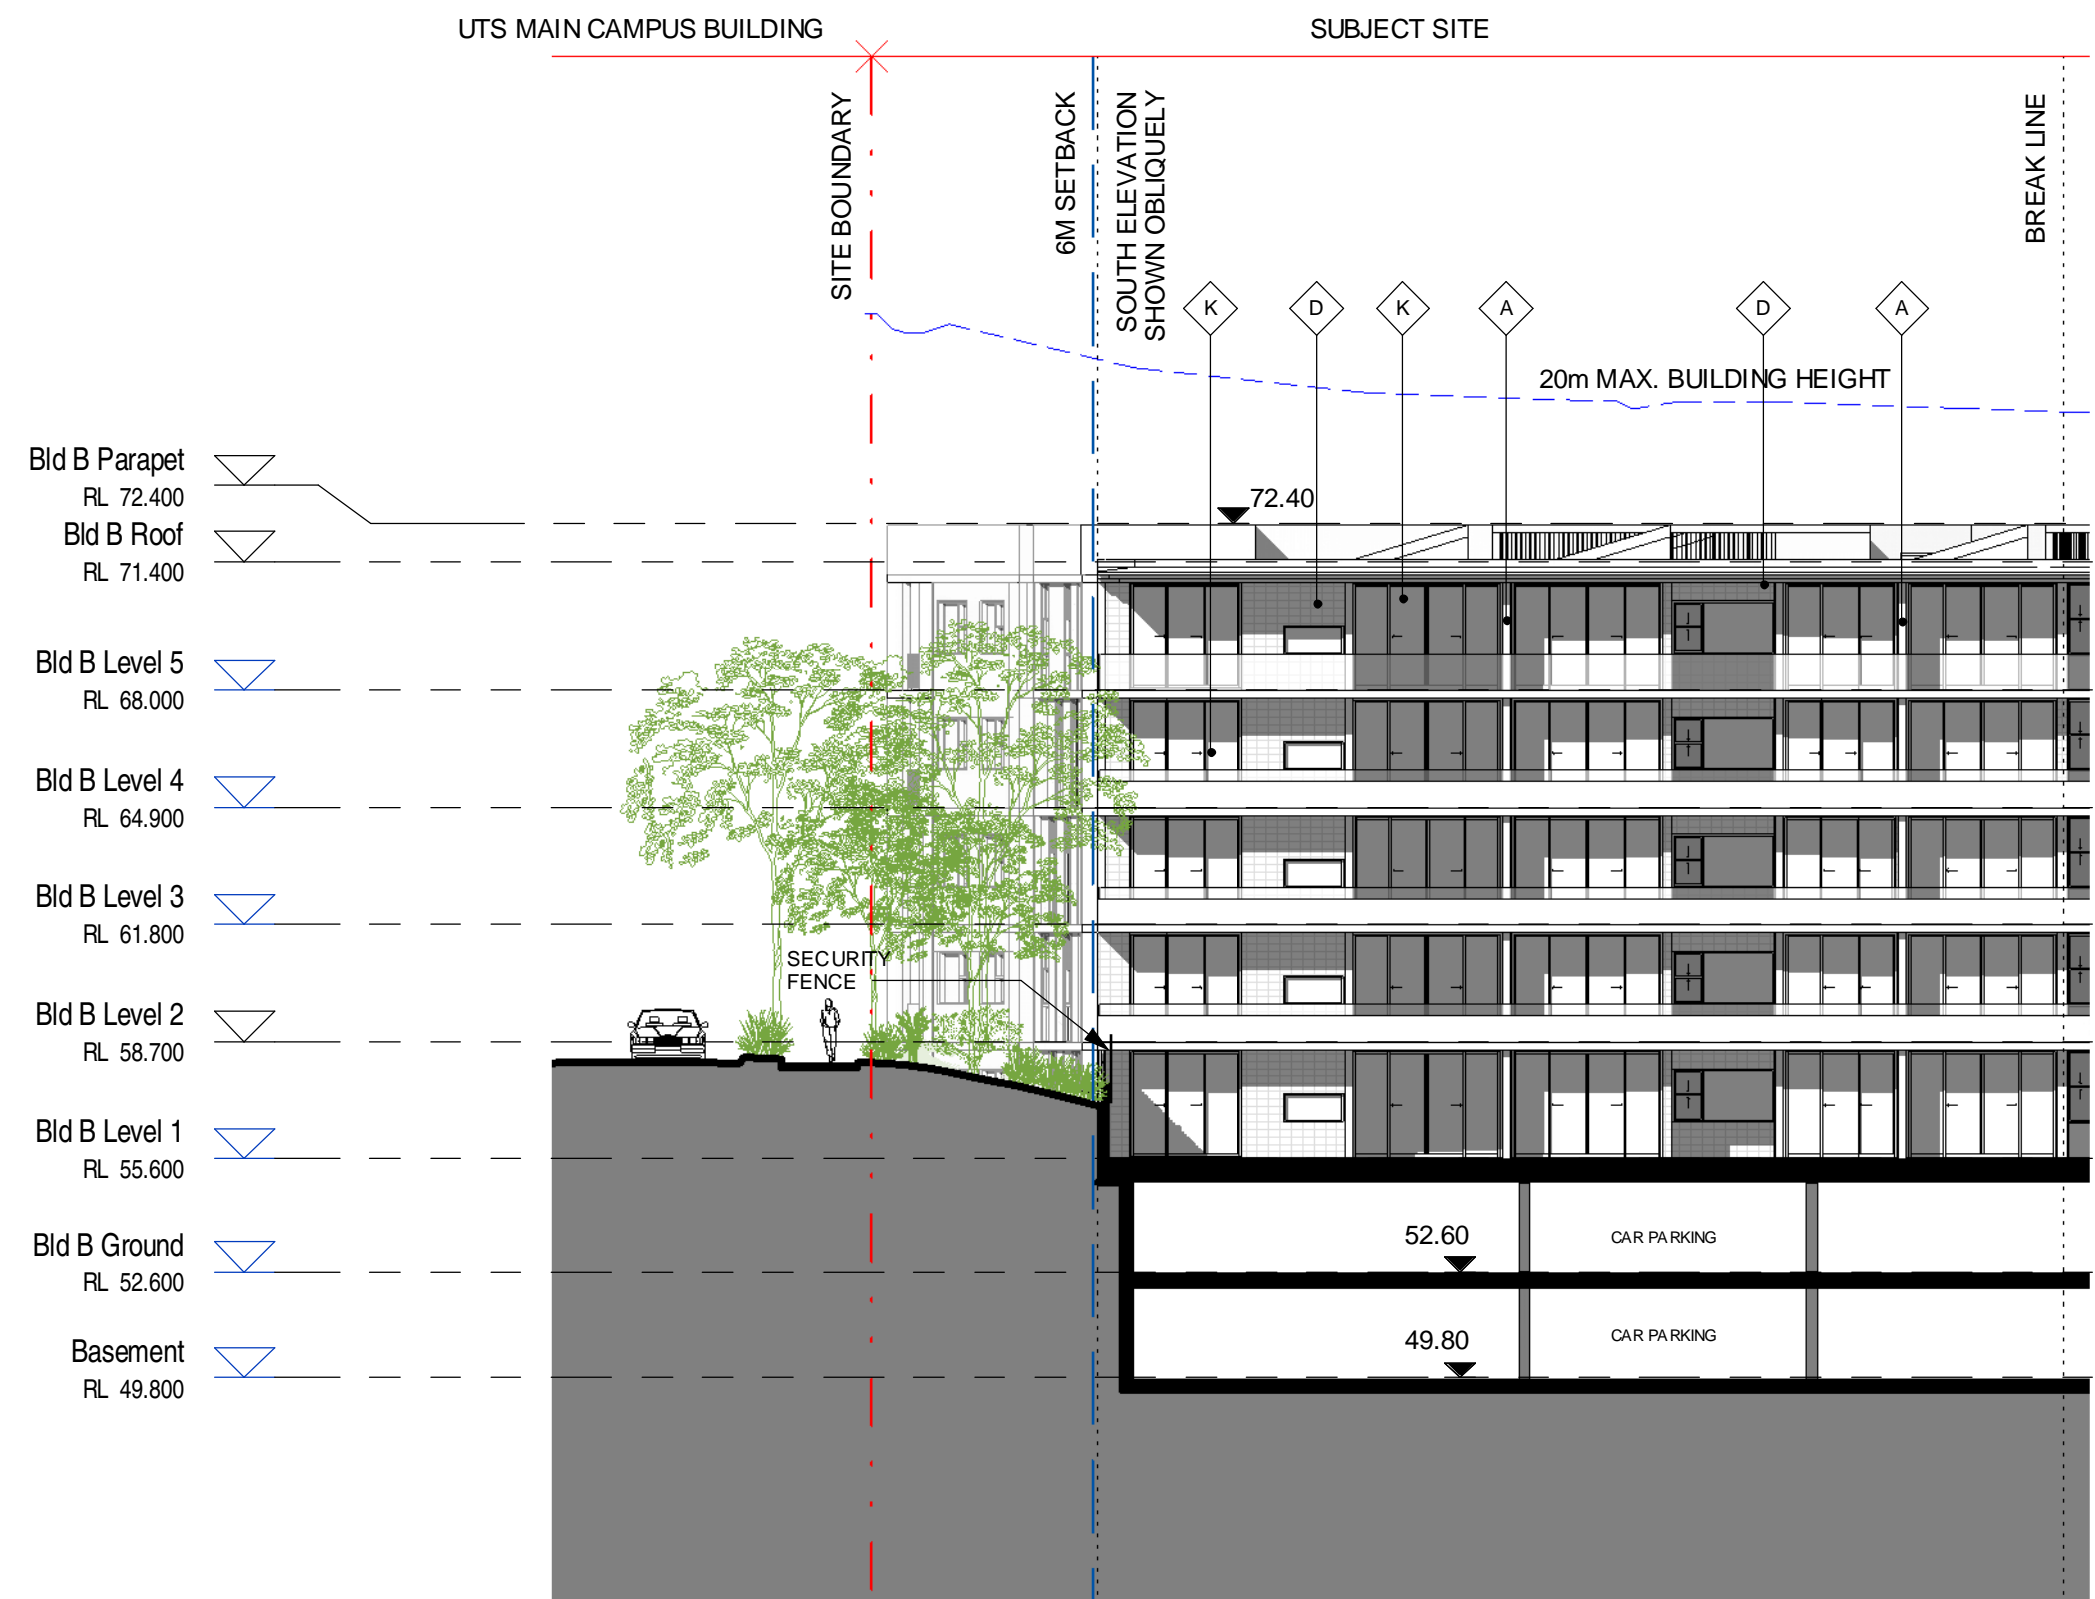 UTS MAIN CAMPUS BUILDING
SUBJECT SITE
SITE BOUNDARY
6M SETBACK
SOUTH ELEVATION
SHOWN OBLIQUELY
BREAK LINE
K
D
K
A
D
A
20m MAX. BUILDING HEIGHT
Bld B Parapet
RL 72.400
72.40
Bld B Roof
RL 71.400
Bld B Level 5
RL 68.000
Bld B Level 4
RL 64.900
Bld B Level 3
RL 61.800
SECURITY
FENCE
Bld B Level 2
RL 58.700
Bld B Level 1
RL 55.600
Bld B Ground
RL 52.600
52.60
CAR PARKING
Basement
RL 49.800
49.80
CAR PARKING